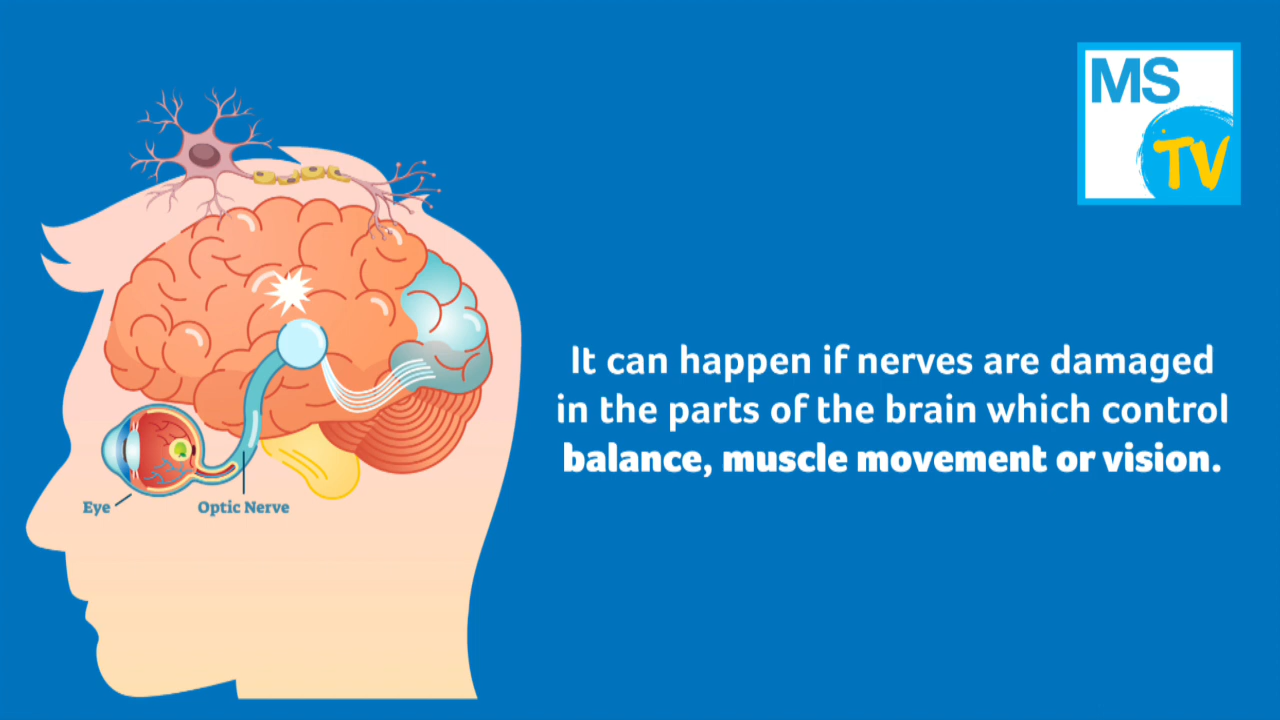 MS
TV
It can happen if nerves are damaged
in the parts of the brain which control
balance, muscle movement or vision.
Eye
Optic Nerve